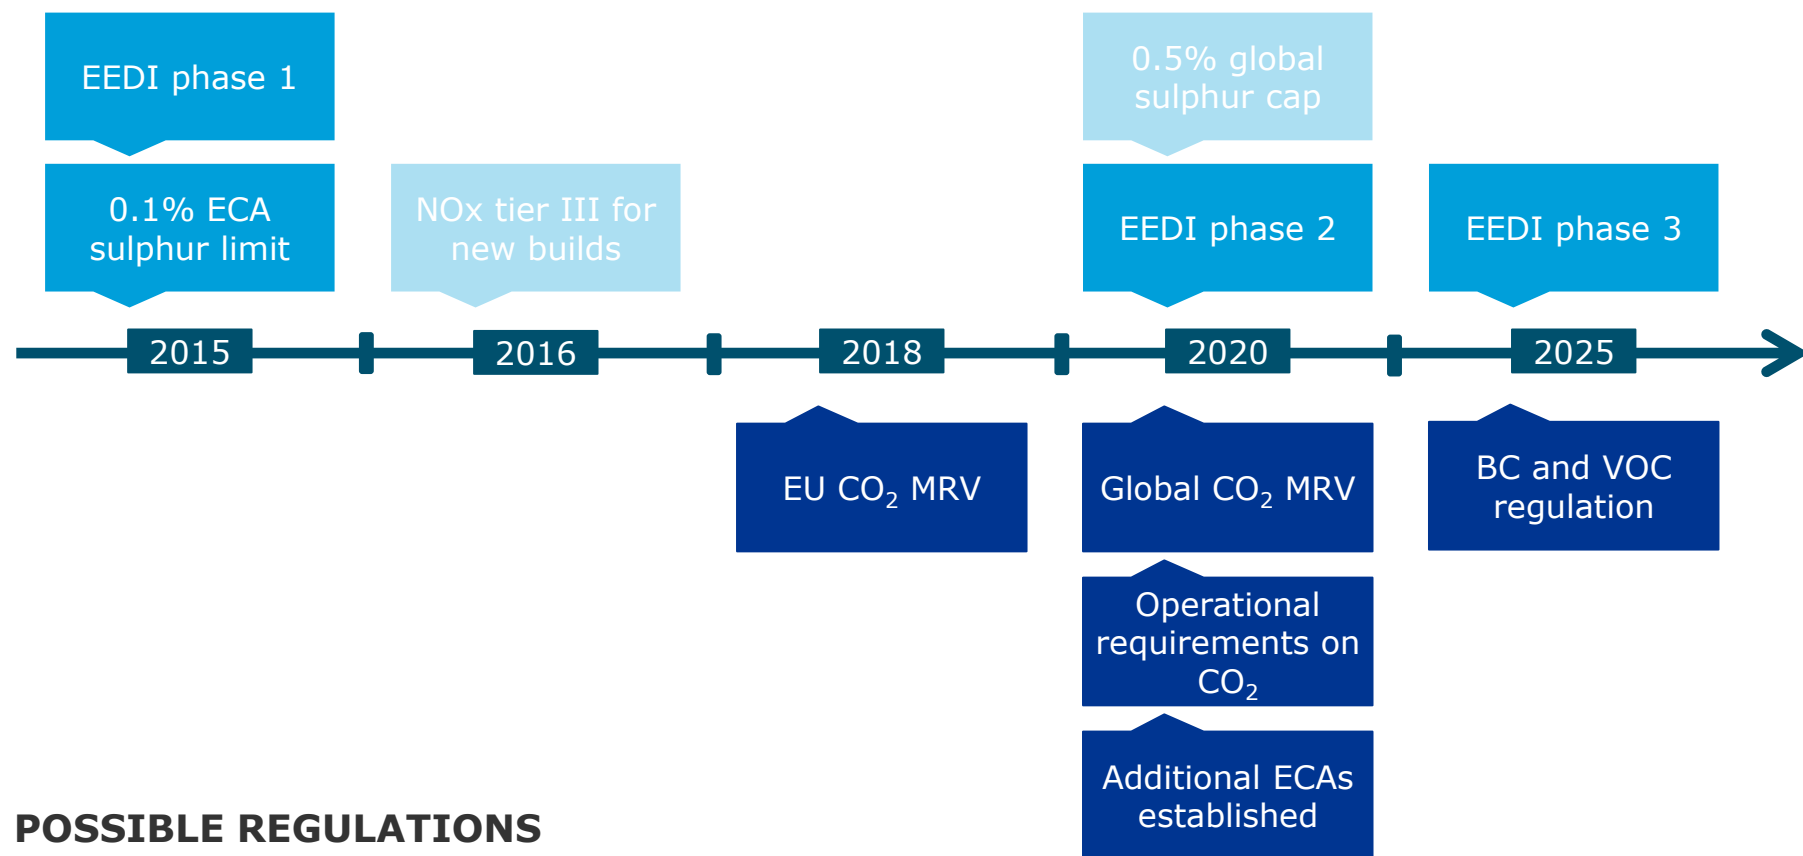 EEDI phase 1
0.5% global
sulphur cap
0.1% ECA
sulphur limit
NOx tier III for
new builds
EEDI phase 2
EEDI phase 3
2015
2016
2018
2020
2025
EU CO₂ MRV
Global CO₂ MRV
BC and VOC
regulation
Operational
requirements on
CO₂
Additional ECAs
established
POSSIBLE REGULATIONS